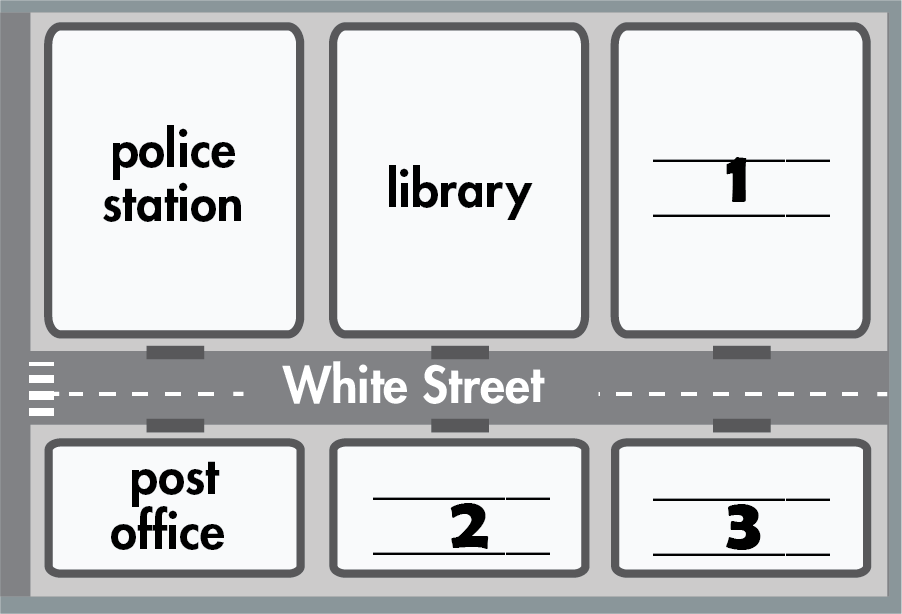 police
station
library
1
White Street
post
office
2
3